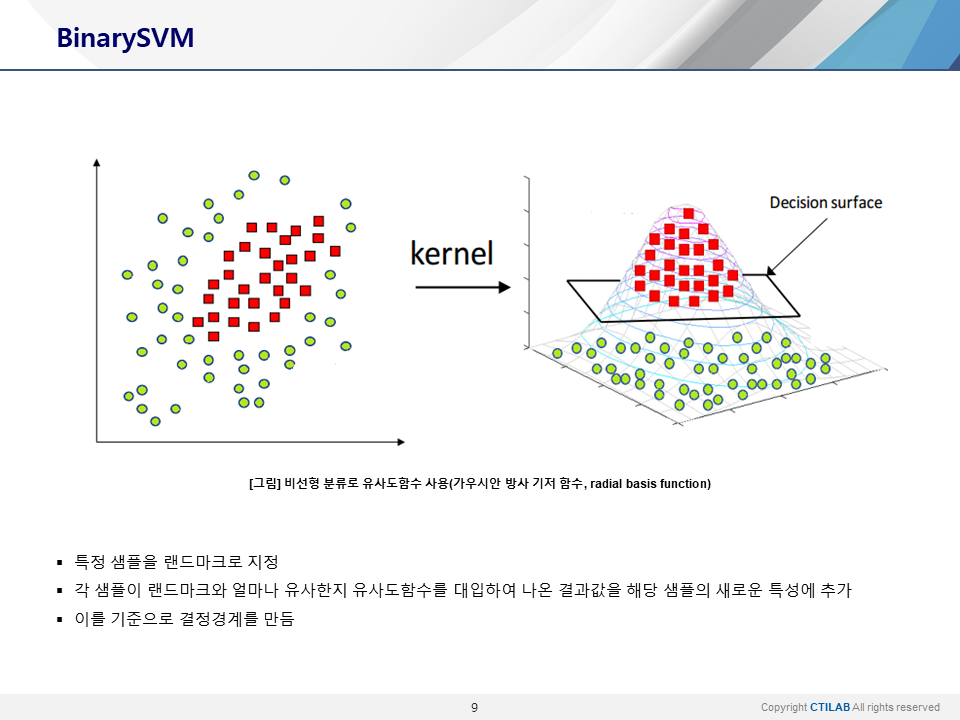 BinarySVM
kernel
Decision surface
[그림] 비선형 분류로 유사도함수 사용(가우시안 방사 기저 함수, radial basis function)
▪ 특정 샘플을 랜드마크로 지정
▪ 각 샘플이 랜드마크와 얼마나 유사한지 유사도함수를 대입하여 나온 결과값을 해당 샘플의 새로운 특성에 추가
▪ 이를 기준으로 결정경계를 만듬
9
Copyright CTILAB All rights reserved